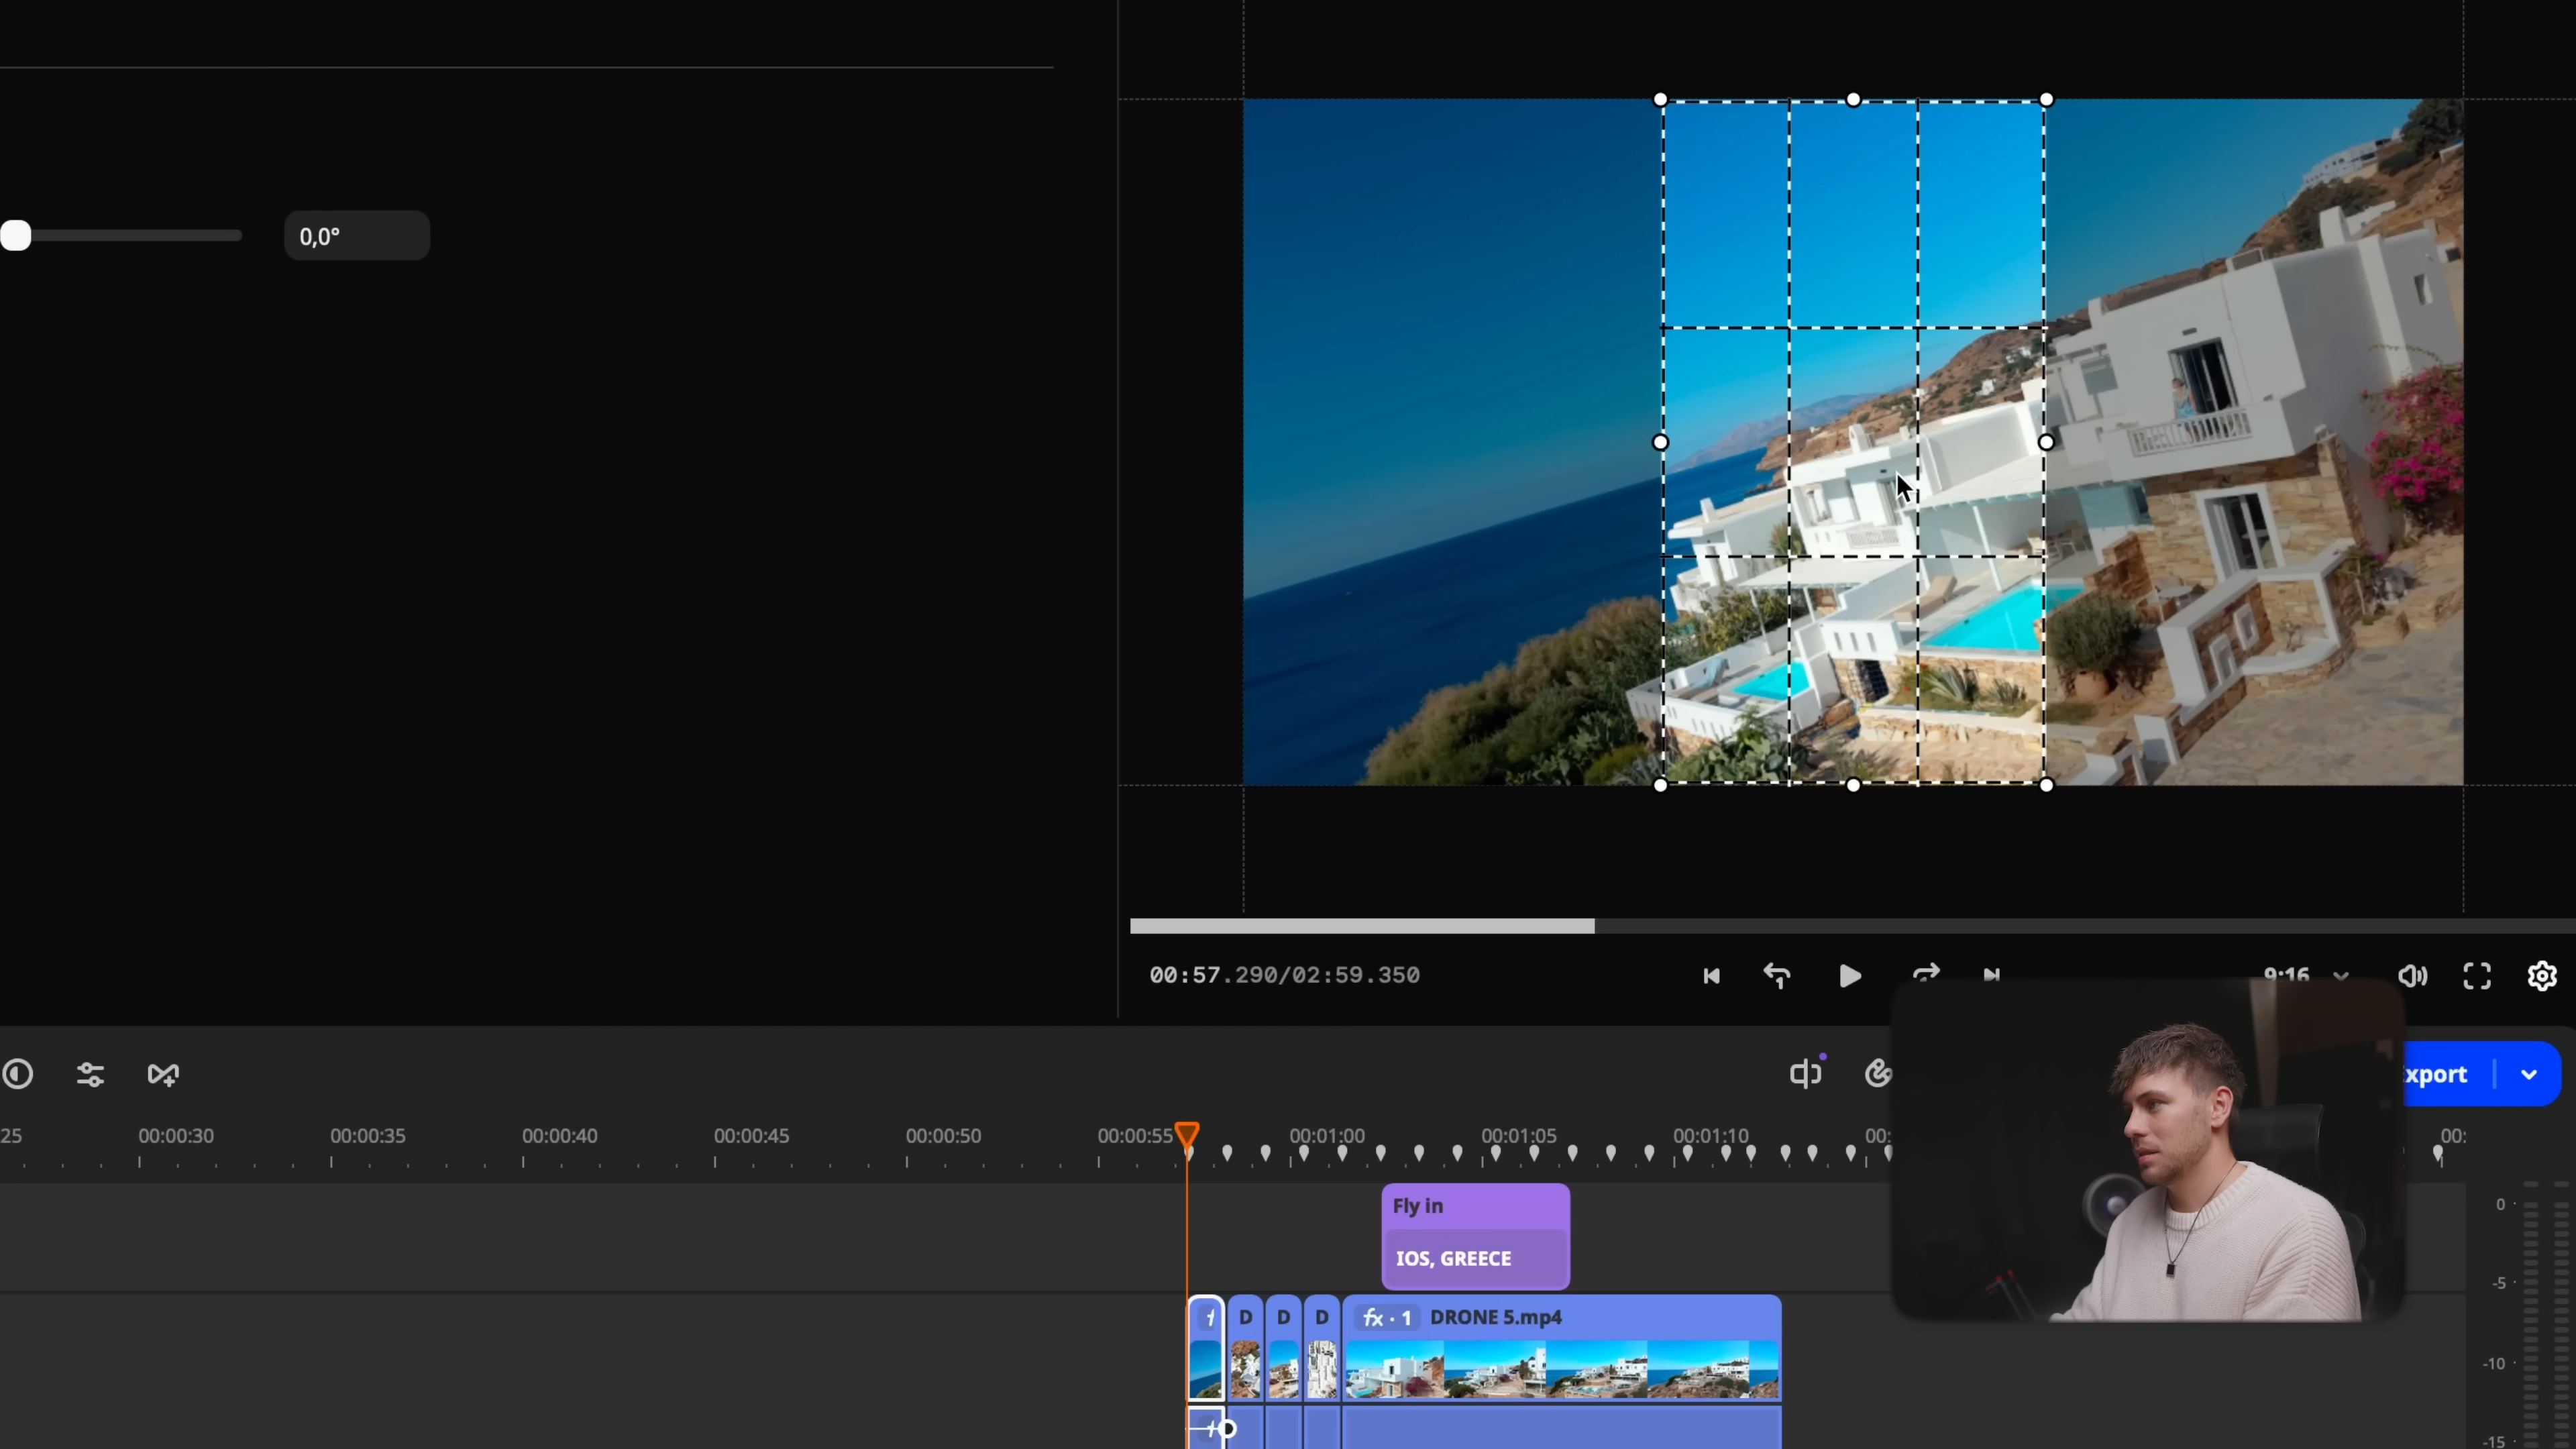 0,0°
00:57.290/02:59.350
9:16
xport
25
00:00:30
00:00:35
00:00:40
00:00:45
00:00:50
00:00:55
00:01:00
00:01:05
00:01:10
00:
00:
Fly in
IOS, GREECE
D
D
D
fx · 1
DRONE 5.mp4
0
-5
-10
-15